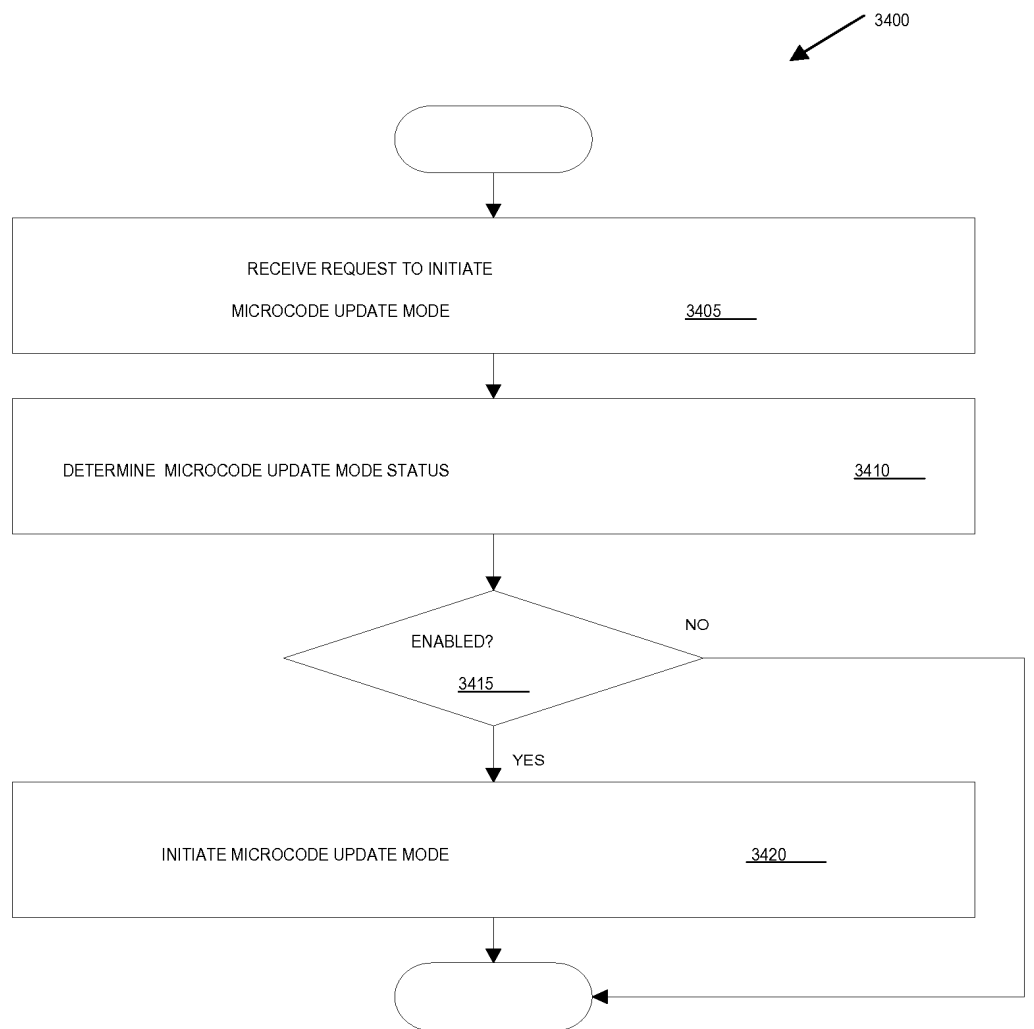 3400
RECEIVE REQUEST TO INITIATE
MICROCODE UPDATE MODE 3405
DETERMINE MICROCODE UPDATE MODE STATUS 3410
NO
ENABLED?
3415
YES
INITIATE MICROCODE UPDATE MODE 3420